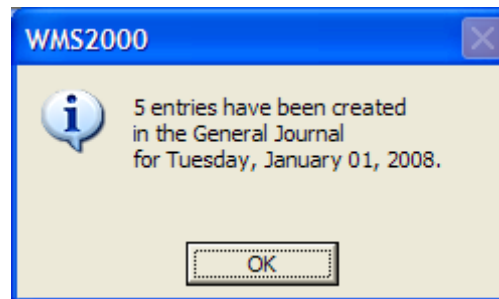 WMS2000
5 entries have been created
in the General Journal
for Tuesday, January 01, 2008.
OK